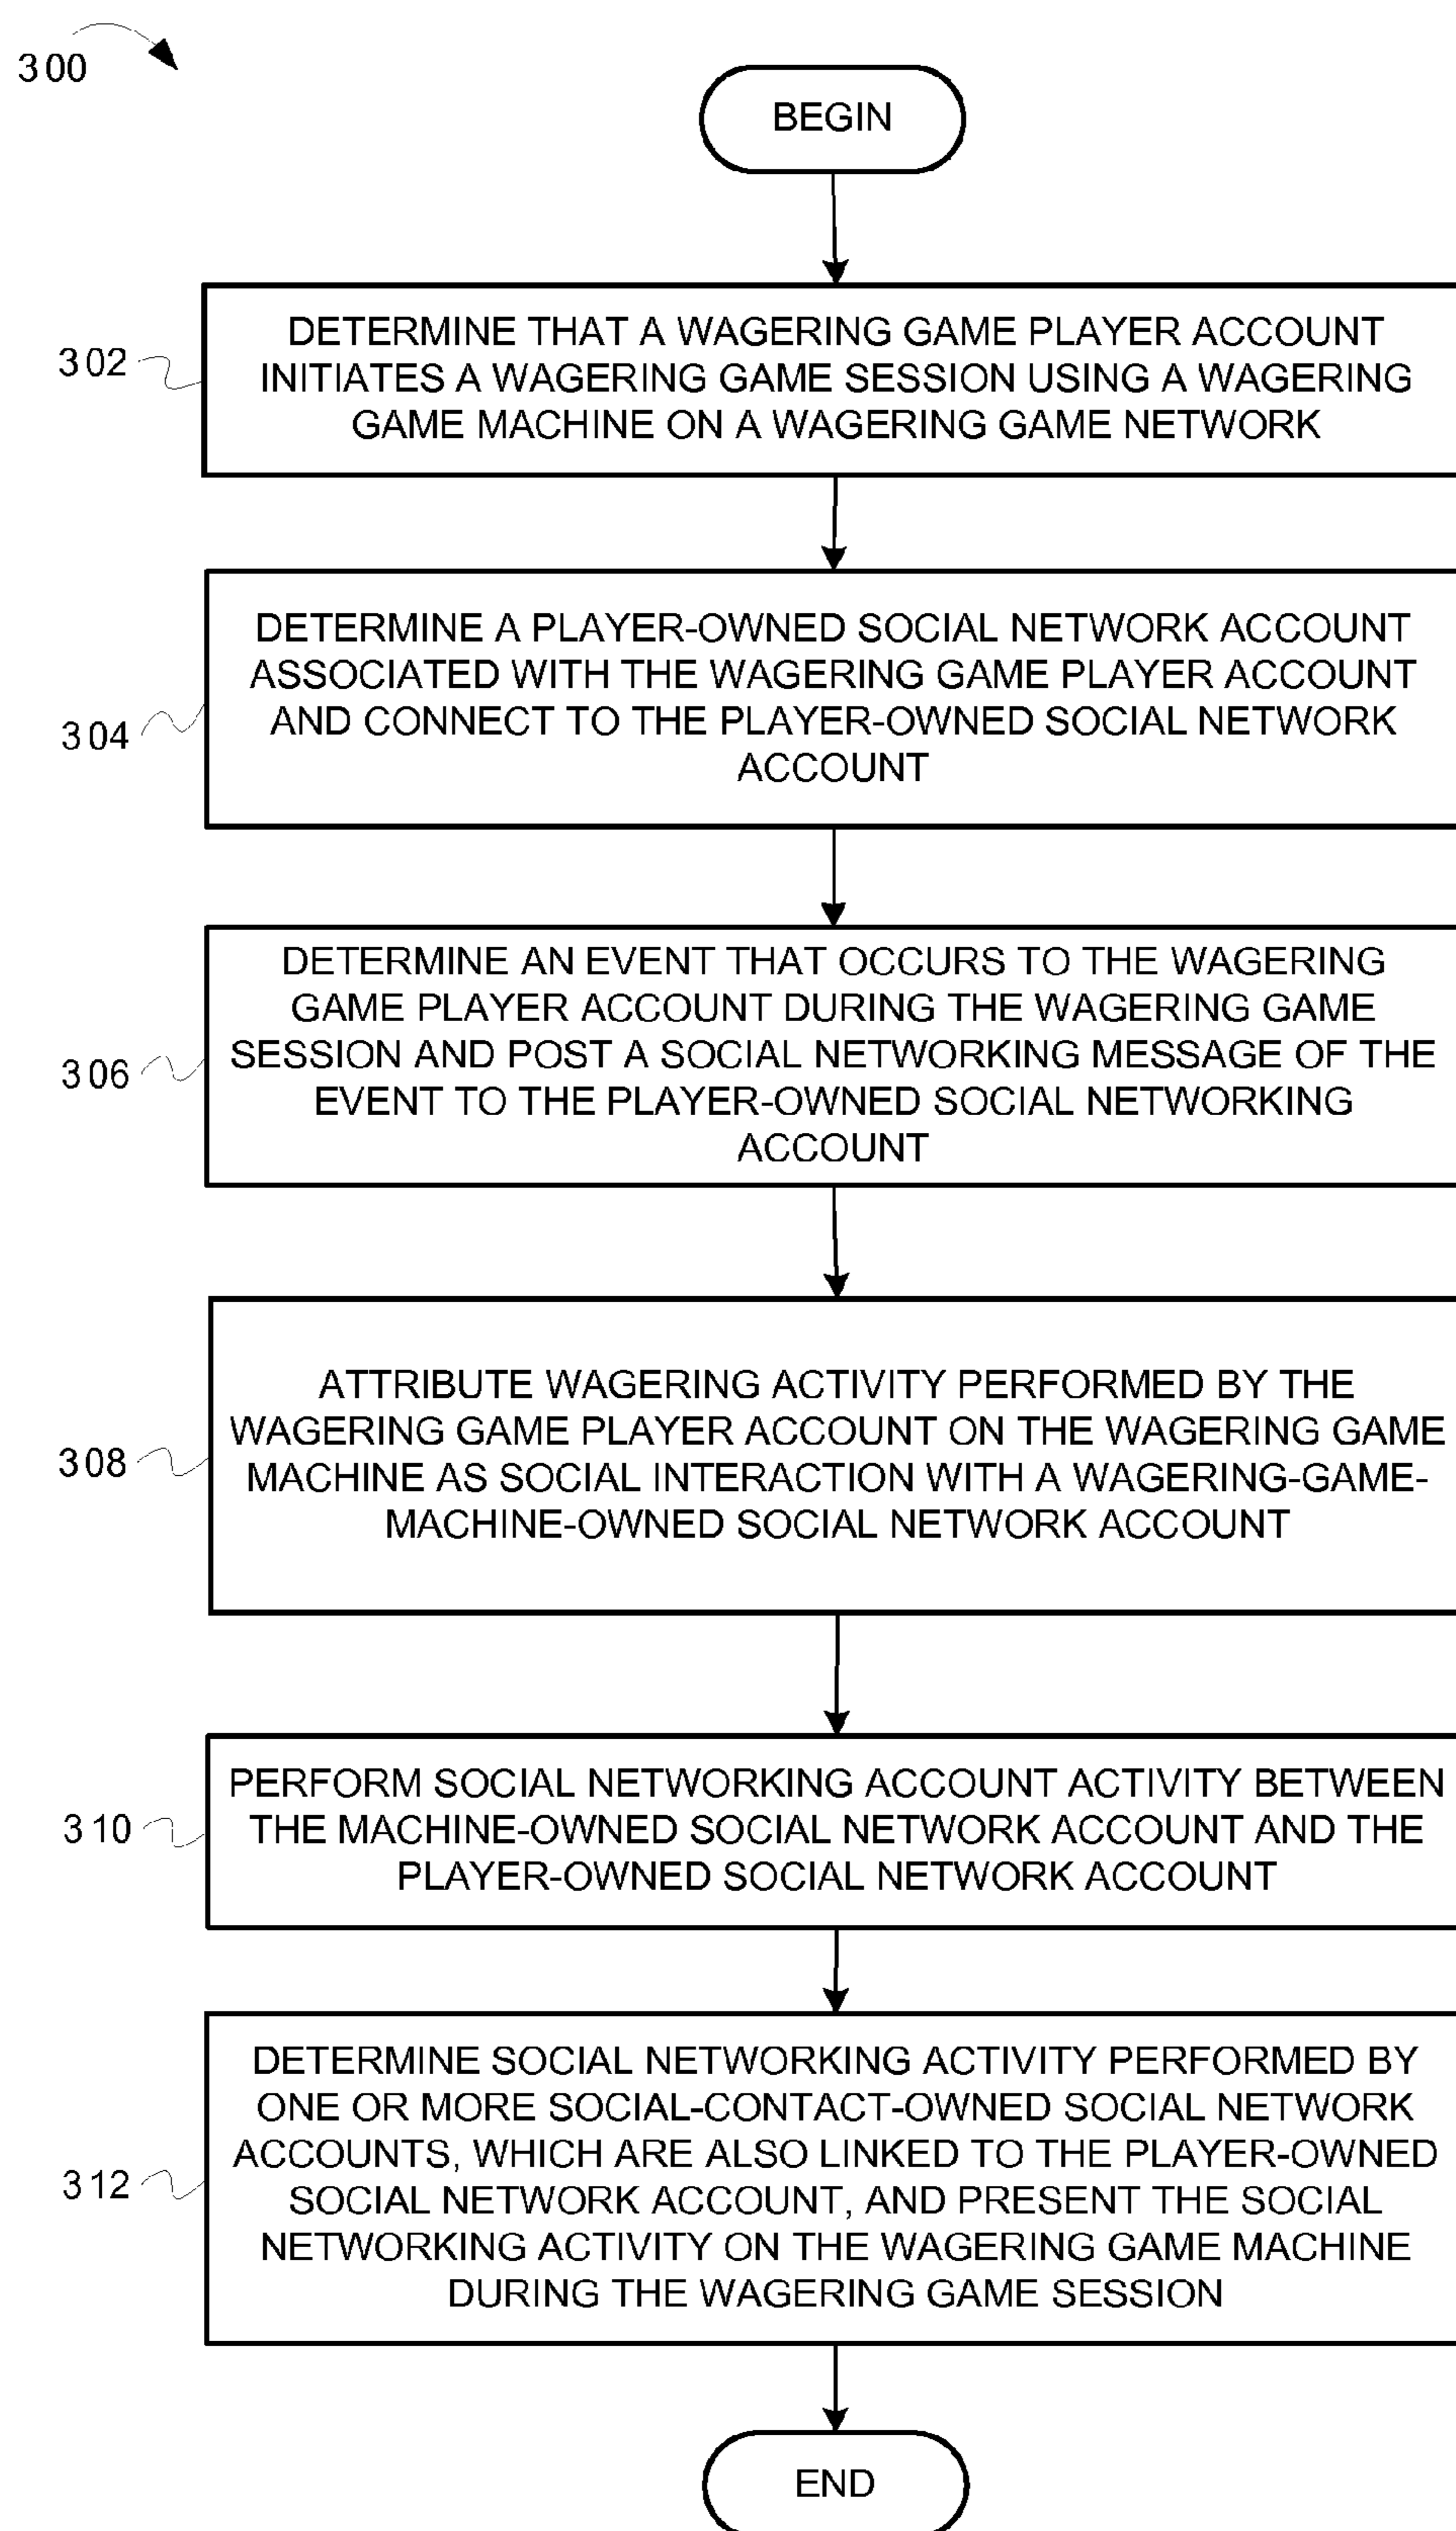 300
BEGIN
302
DETERMINE THAT A WAGERING GAME PLAYER ACCOUNT
INITIATES A WAGERING GAME SESSION USING A WAGERING
GAME MACHINE ON A WAGERING GAME NETWORK
304
DETERMINE A PLAYER-OWNED SOCIAL NETWORK ACCOUNT
ASSOCIATED WITH THE WAGERING GAME PLAYER ACCOUNT
AND CONNECT TO THE PLAYER-OWNED SOCIAL NETWORK
ACCOUNT
306
DETERMINE AN EVENT THAT OCCURS TO THE WAGERING
GAME PLAYER ACCOUNT DURING THE WAGERING GAME
SESSION AND POST A SOCIAL NETWORKING MESSAGE OF THE
EVENT TO THE PLAYER-OWNED SOCIAL NETWORKING
ACCOUNT
308
ATTRIBUTE WAGERING ACTIVITY PERFORMED BY THE
WAGERING GAME PLAYER ACCOUNT ON THE WAGERING GAME
MACHINE AS SOCIAL INTERACTION WITH A WAGERING-GAME-
MACHINE-OWNED SOCIAL NETWORK ACCOUNT
310
PERFORM SOCIAL NETWORKING ACCOUNT ACTIVITY BETWEEN
THE MACHINE-OWNED SOCIAL NETWORK ACCOUNT AND THE
PLAYER-OWNED SOCIAL NETWORK ACCOUNT
312
DETERMINE SOCIAL NETWORKING ACTIVITY PERFORMED BY
ONE OR MORE SOCIAL-CONTACT-OWNED SOCIAL NETWORK
ACCOUNTS, WHICH ARE ALSO LINKED TO THE PLAYER-OWNED
SOCIAL NETWORK ACCOUNT, AND PRESENT THE SOCIAL
NETWORKING ACTIVITY ON THE WAGERING GAME MACHINE
DURING THE WAGERING GAME SESSION
END